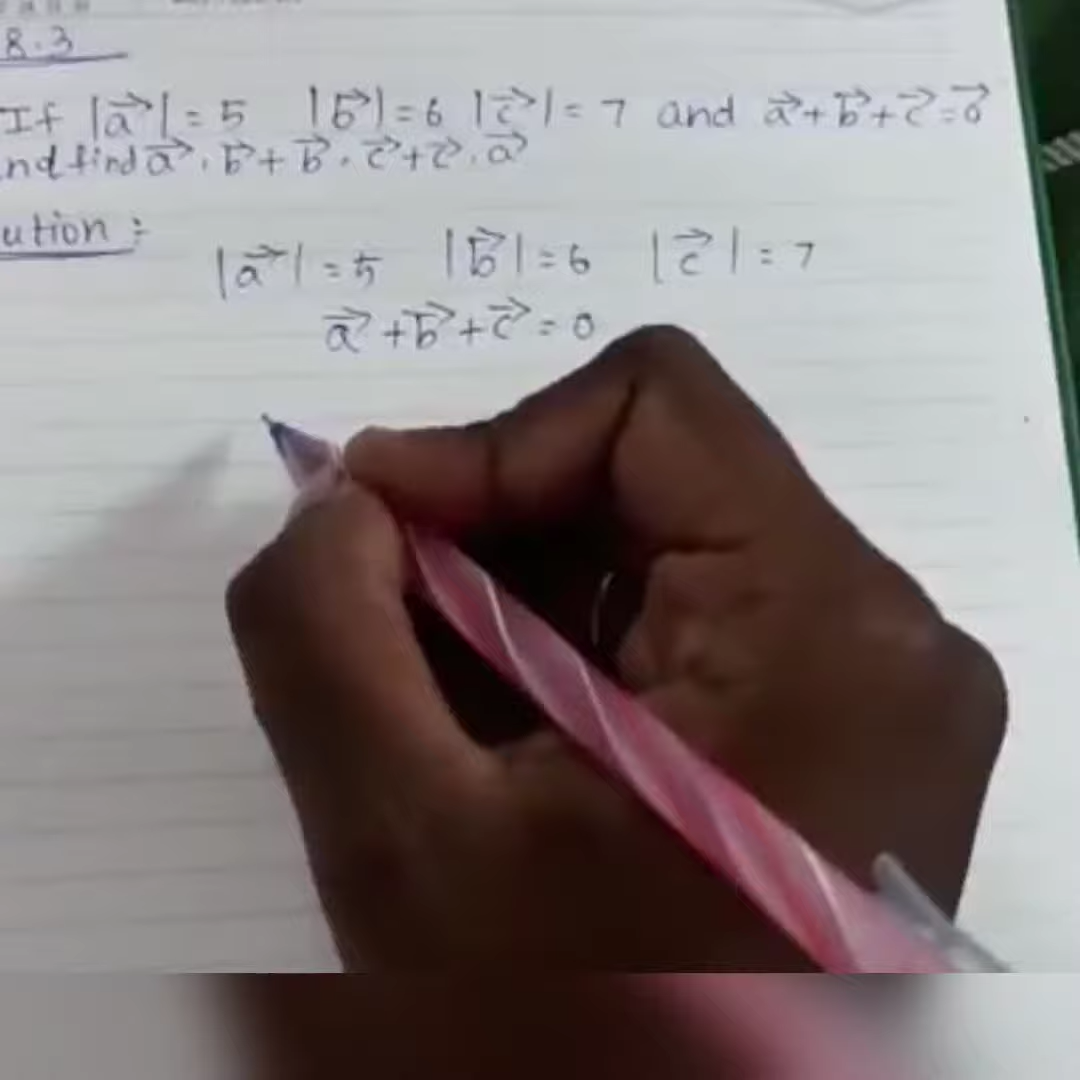 8.3
If |a⃗| = 5 |b⃗| = 6 |c⃗| = 7 and a⃗ + b⃗ + c⃗ = 0⃗
nd find a⃗ . b⃗ + b⃗ . c⃗ + c⃗ . a⃗
ution :
|a⃗| = 5 |b⃗| = 6 |c⃗| = 7
a⃗ + b⃗ + c⃗ = 0